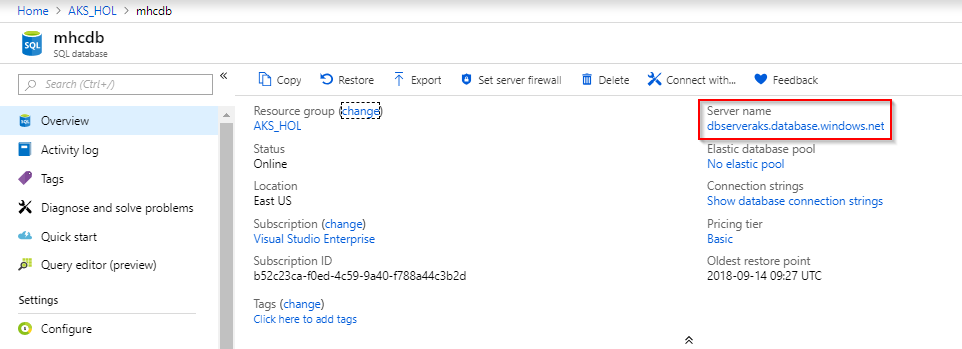 Home > AKS_HOL > mhcdb
mhcdb
SQL database
SQL
Search (Ctrl+/)
«
Overview
Activity log
Tags
Diagnose and solve problems
Quick start
Query editor (preview)
Settings
Configure
Copy Restore Export Set server firewall Delete Connect with... Feedback
Resource group (change)
AKS_HOL
Status
Online
Location
East US
Subscription (change)
Visual Studio Enterprise
Subscription ID
b52c23ca-f0ed-4c59-9a40-f788a44c3b2d
Tags (change)
Click here to add tags
Server name
dbserveraks.database.windows.net
Elastic database pool
No elastic pool
Connection strings
Show database connection strings
Pricing tier
Basic
Oldest restore point
2018-09-14 09:27 UTC